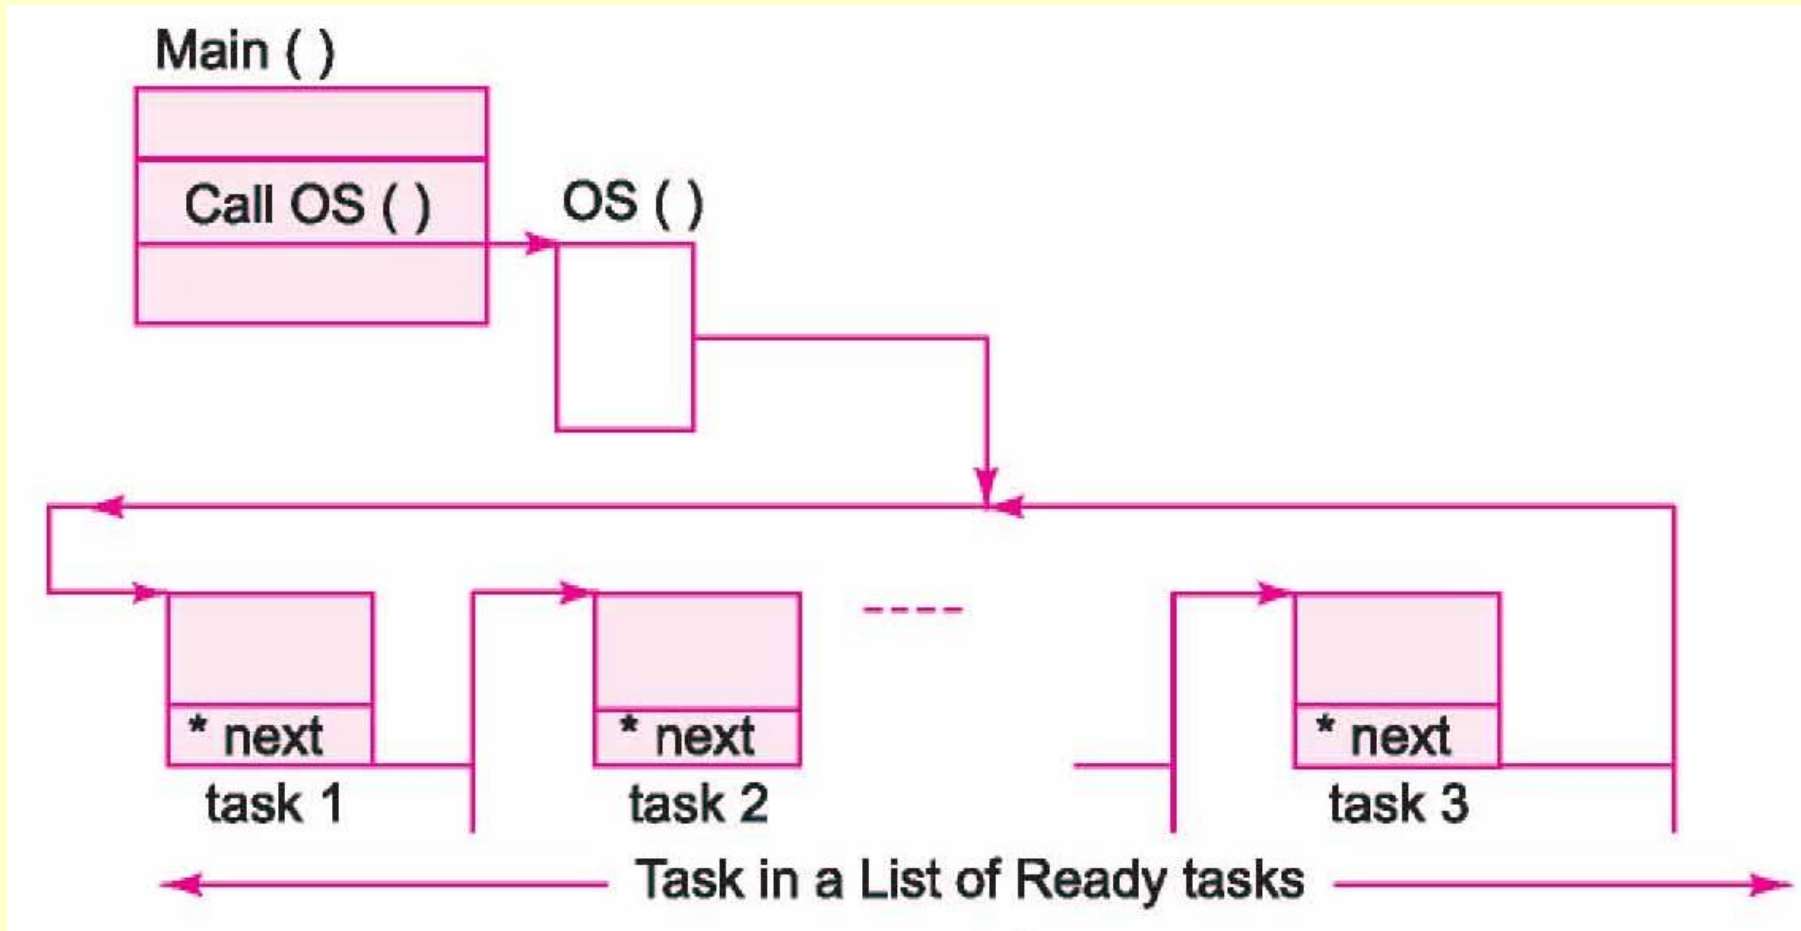 Main ( )
Call OS ( )
OS ( )
* next
* next
* next
task 1
task 2
task 3
Task in a List of Ready tasks